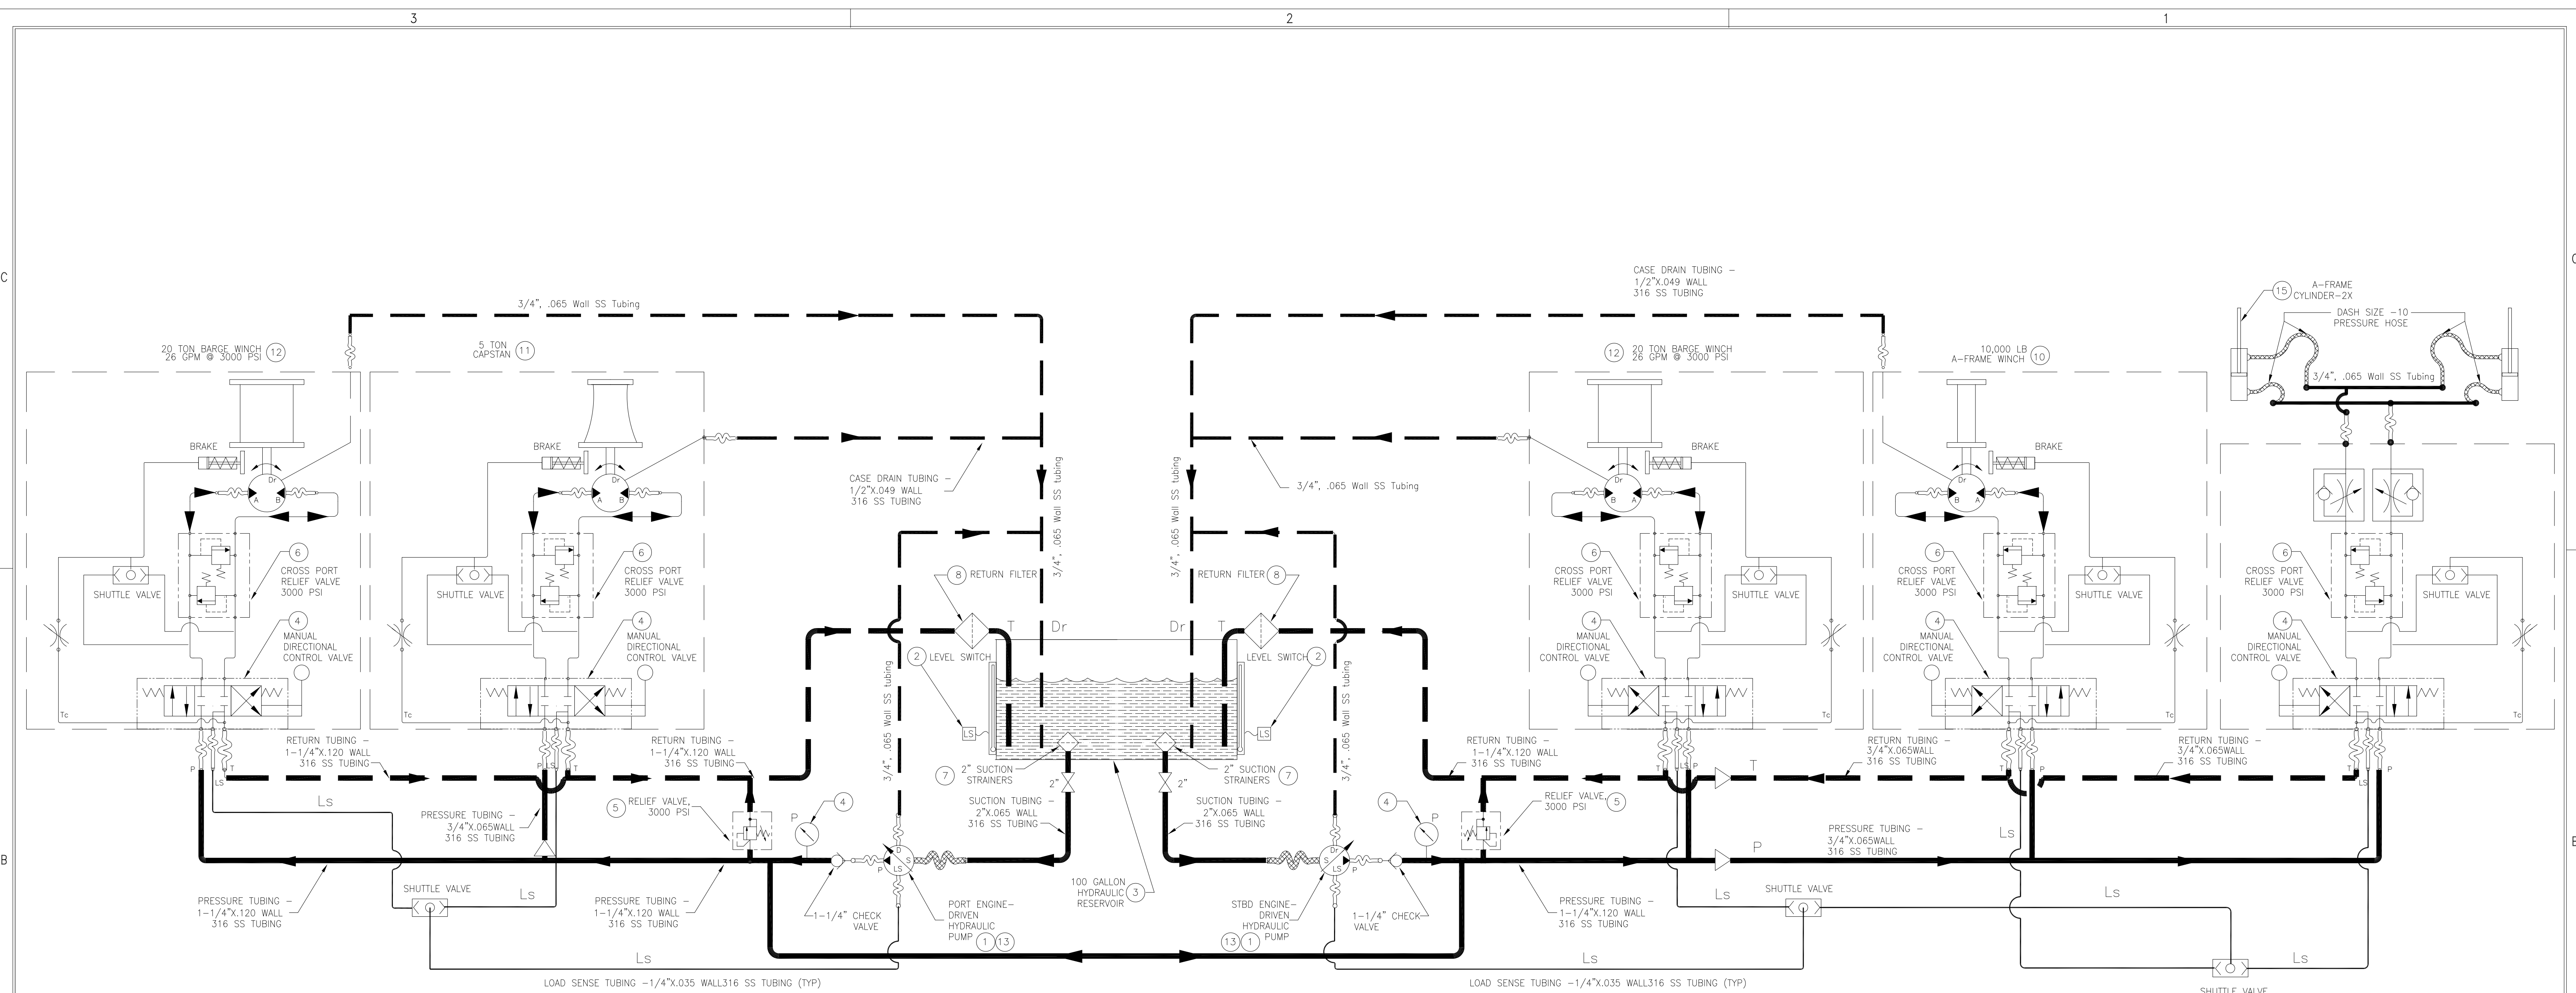 3
2
1
C
C
CASE DRAIN TUBING -
1/2"X.049 WALL
316 SS TUBING
15
A-FRAME
CYLINDER-2X
3/4", .065 Wall SS Tubing
DASH SIZE -10
PRESSURE HOSE
20 TON BARGE WINCH
26 GPM @ 3000 PSI
12
5 TON
CAPSTAN
11
12
20 TON BARGE WINCH
26 GPM @ 3000 PSI
10,000 LB
A-FRAME WINCH
10
3/4", .065 Wall SS Tubing
BRAKE
BRAKE
BRAKE
BRAKE
Dr
A
B
Dr
A
B
Dr
B
A
Dr
B
A
CASE DRAIN TUBING -
1/2"X.049 WALL
316 SS TUBING
3/4", .065 Wall SS tubing
3/4", .065 Wall SS tubing
3/4", .065 Wall SS Tubing
6
CROSS PORT
RELIEF VALVE
3000 PSI
SHUTTLE VALVE
6
CROSS PORT
RELIEF VALVE
3000 PSI
SHUTTLE VALVE
8
RETURN FILTER
RETURN FILTER
8
6
CROSS PORT
RELIEF VALVE
3000 PSI
SHUTTLE VALVE
6
CROSS PORT
RELIEF VALVE
3000 PSI
SHUTTLE VALVE
6
CROSS PORT
RELIEF VALVE
3000 PSI
SHUTTLE VALVE
4
MANUAL
DIRECTIONAL
CONTROL VALVE
4
MANUAL
DIRECTIONAL
CONTROL VALVE
T
Dr
Dr
T
2
LEVEL SWITCH
LEVEL SWITCH
2
4
MANUAL
DIRECTIONAL
CONTROL VALVE
4
MANUAL
DIRECTIONAL
CONTROL VALVE
4
MANUAL
DIRECTIONAL
CONTROL VALVE
3/4", .065 Wall SS tubing
3/4", .065 Wall SS tubing
Tc
Tc
Tc
Tc
Tc
LS
LS
RETURN TUBING -
1-1/4"X.120 WALL
316 SS TUBING
RETURN TUBING -
1-1/4"X.120 WALL
316 SS TUBING
RETURN TUBING -
1-1/4"X.120 WALL
316 SS TUBING
RETURN TUBING -
3/4"X.065WALL
316 SS TUBING
RETURN TUBING -
3/4"X.065WALL
316 SS TUBING
P
LS
T
P
LS
T
T
LS
P
T
P
T
LS
P
T
7
2" SUCTION
STRAINERS
2"
2"
2" SUCTION
STRAINERS
7
Ls
PRESSURE TUBING -
3/4"X.065WALL
316 SS TUBING
5
RELIEF VALVE,
3000 PSI
4
P
SUCTION TUBING -
2"X.065 WALL
316 SS TUBING
SUCTION TUBING -
2"X.065 WALL
316 SS TUBING
4
P
RELIEF VALVE,
3000 PSI
5
PRESSURE TUBING -
3/4"X.065WALL
316 SS TUBING
Ls
P
B
B
D
S
LS
P
Dr
S
LS
P
SHUTTLE VALVE
Ls
PRESSURE TUBING -
1-1/4"X.120 WALL
316 SS TUBING
PRESSURE TUBING -
1-1/4"X.120 WALL
316 SS TUBING
1-1/4" CHECK
VALVE
PORT ENGINE-
DRIVEN
HYDRAULIC
PUMP
1
13
100 GALLON
HYDRAULIC
RESERVOIR
3
STBD ENGINE-
DRIVEN
HYDRAULIC
PUMP
13
1
1-1/4" CHECK
VALVE
PRESSURE TUBING -
1-1/4"X.120 WALL
316 SS TUBING
Ls
SHUTTLE VALVE
Ls
Ls
Ls
Ls
LOAD SENSE TUBING -1/4"X.035 WALL316 SS TUBING (TYP)
LOAD SENSE TUBING -1/4"X.035 WALL316 SS TUBING (TYP)
SHUTTLE VALVE